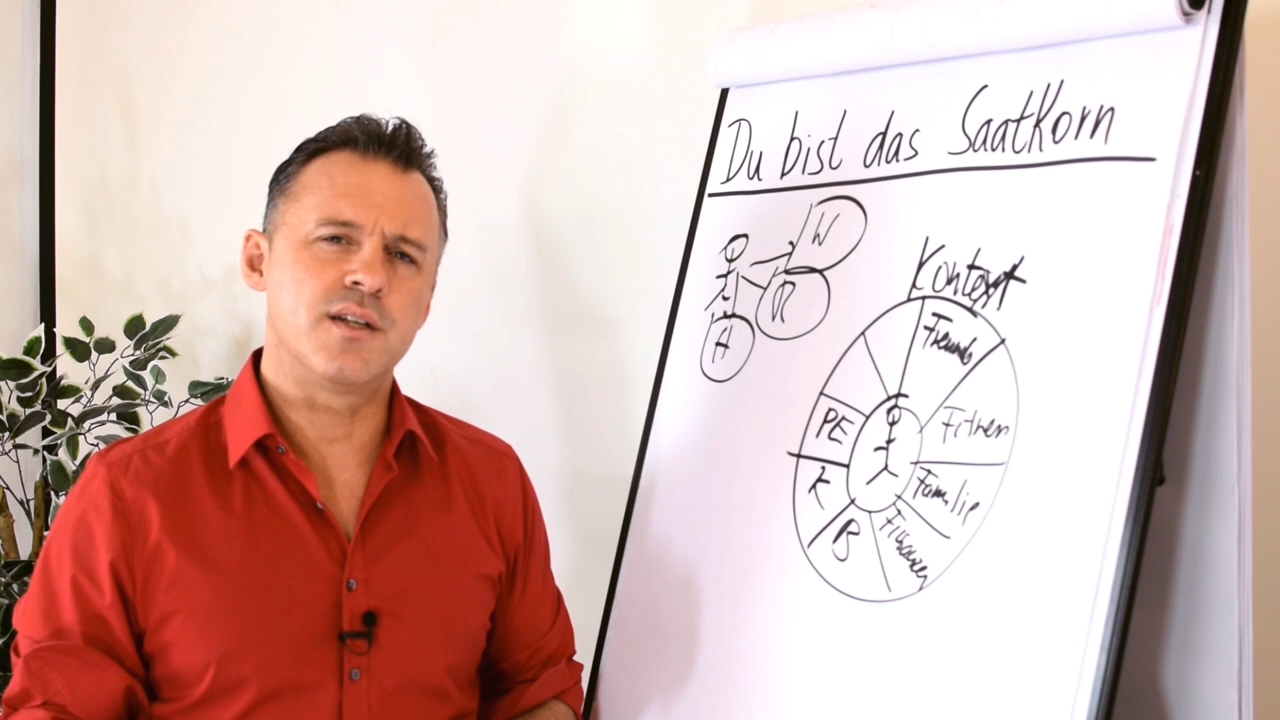 Du bist das SaatKorn
W
R
H
Kontext
Freunde
Fitness
PE
Familie
K
Finanzen
B